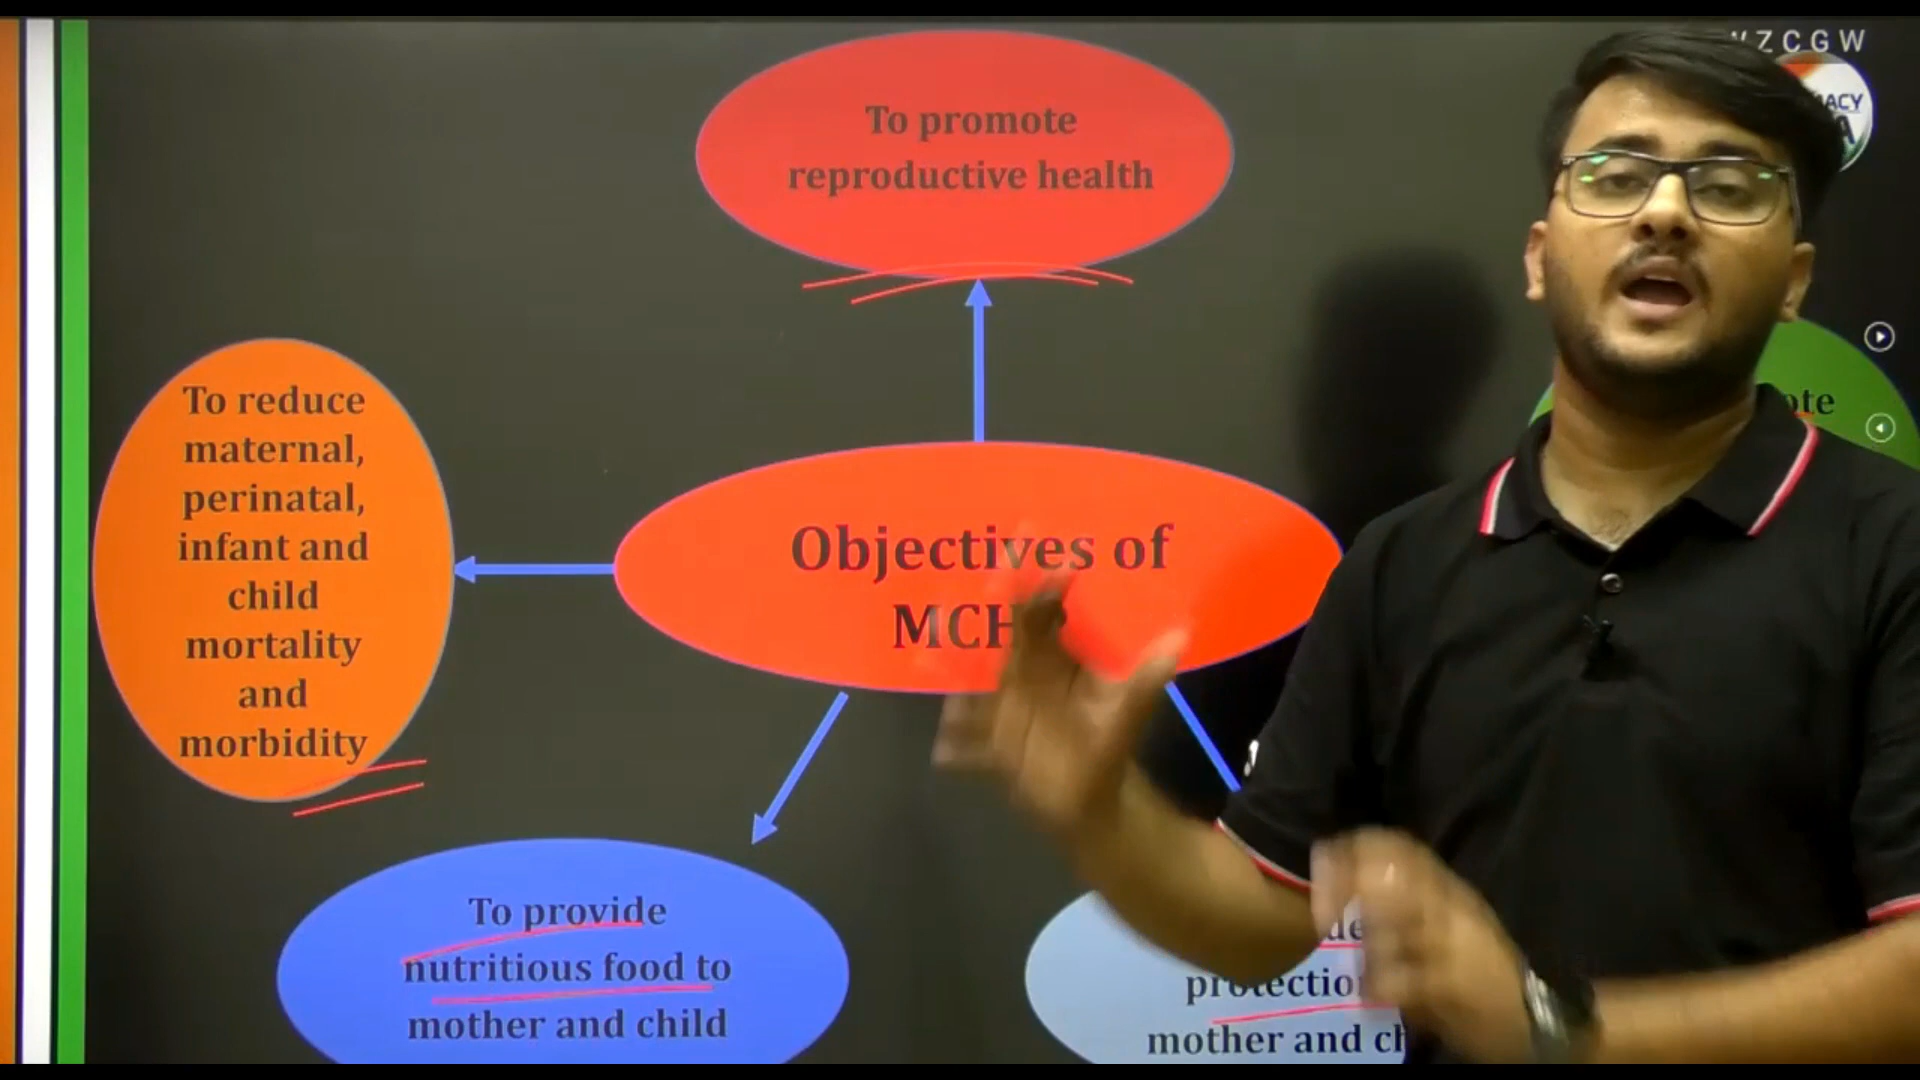 Z C G W
To promote
reproductive health
To reduce
maternal,
perinatal,
infant and
child
mortality
and
morbidity
Objectives of
To provide
nutritious food to
mother and child
mother and